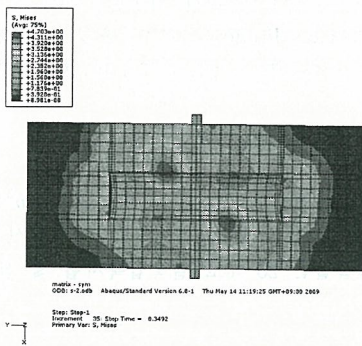 S, Mises
(Avg: 75%)
+4.703e+00
+4.311e+00
+3.920e+00
+3.528e+00
+3.136e+00
+2.744e+00
+2.352e+00
+1.960e+00
+1.568e+00
+1.176e+00
+7.839e-01
+3.920e-01
+8.981e-08
matrix - sym
ODB: s-2.odb Abaqus/Standard Version 6.8-1 Thu May 14 11:19:25 GMT+09:00 2009
Step: Step-1
Increment 35: Step Time = 0.3492
Primary Var: S, Mises
Y
Z
X